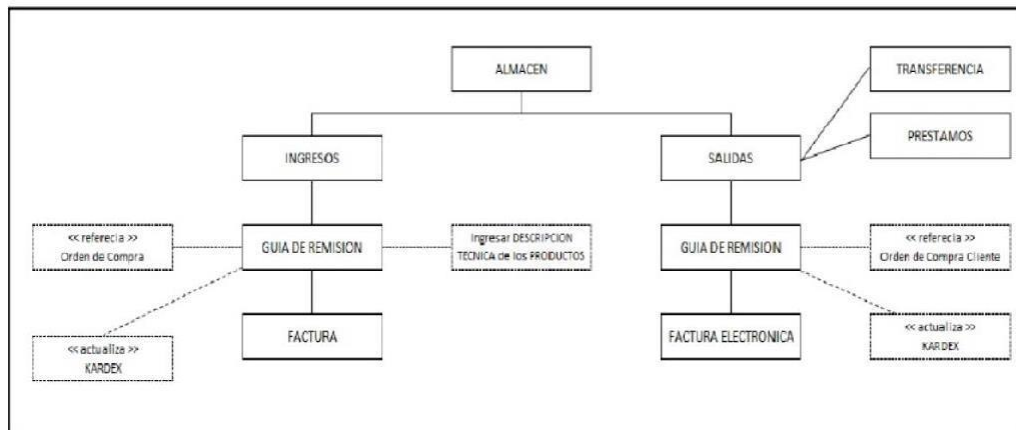 ALMACEN
TRANSFERENCIA
PRESTAMOS
INGRESOS
SALIDAS
<< referecia >>
Orden de Compra
GUIA DE REMISION
Ingresar DESCRIPCION
TECNICA de los PRODUCTOS
GUIA DE REMISION
<< referecia >>
Orden de Compra Cliente
<< actualiza >>
KARDEX
FACTURA
FACTURA ELECTRONICA
<< actualiza >>
KARDEX